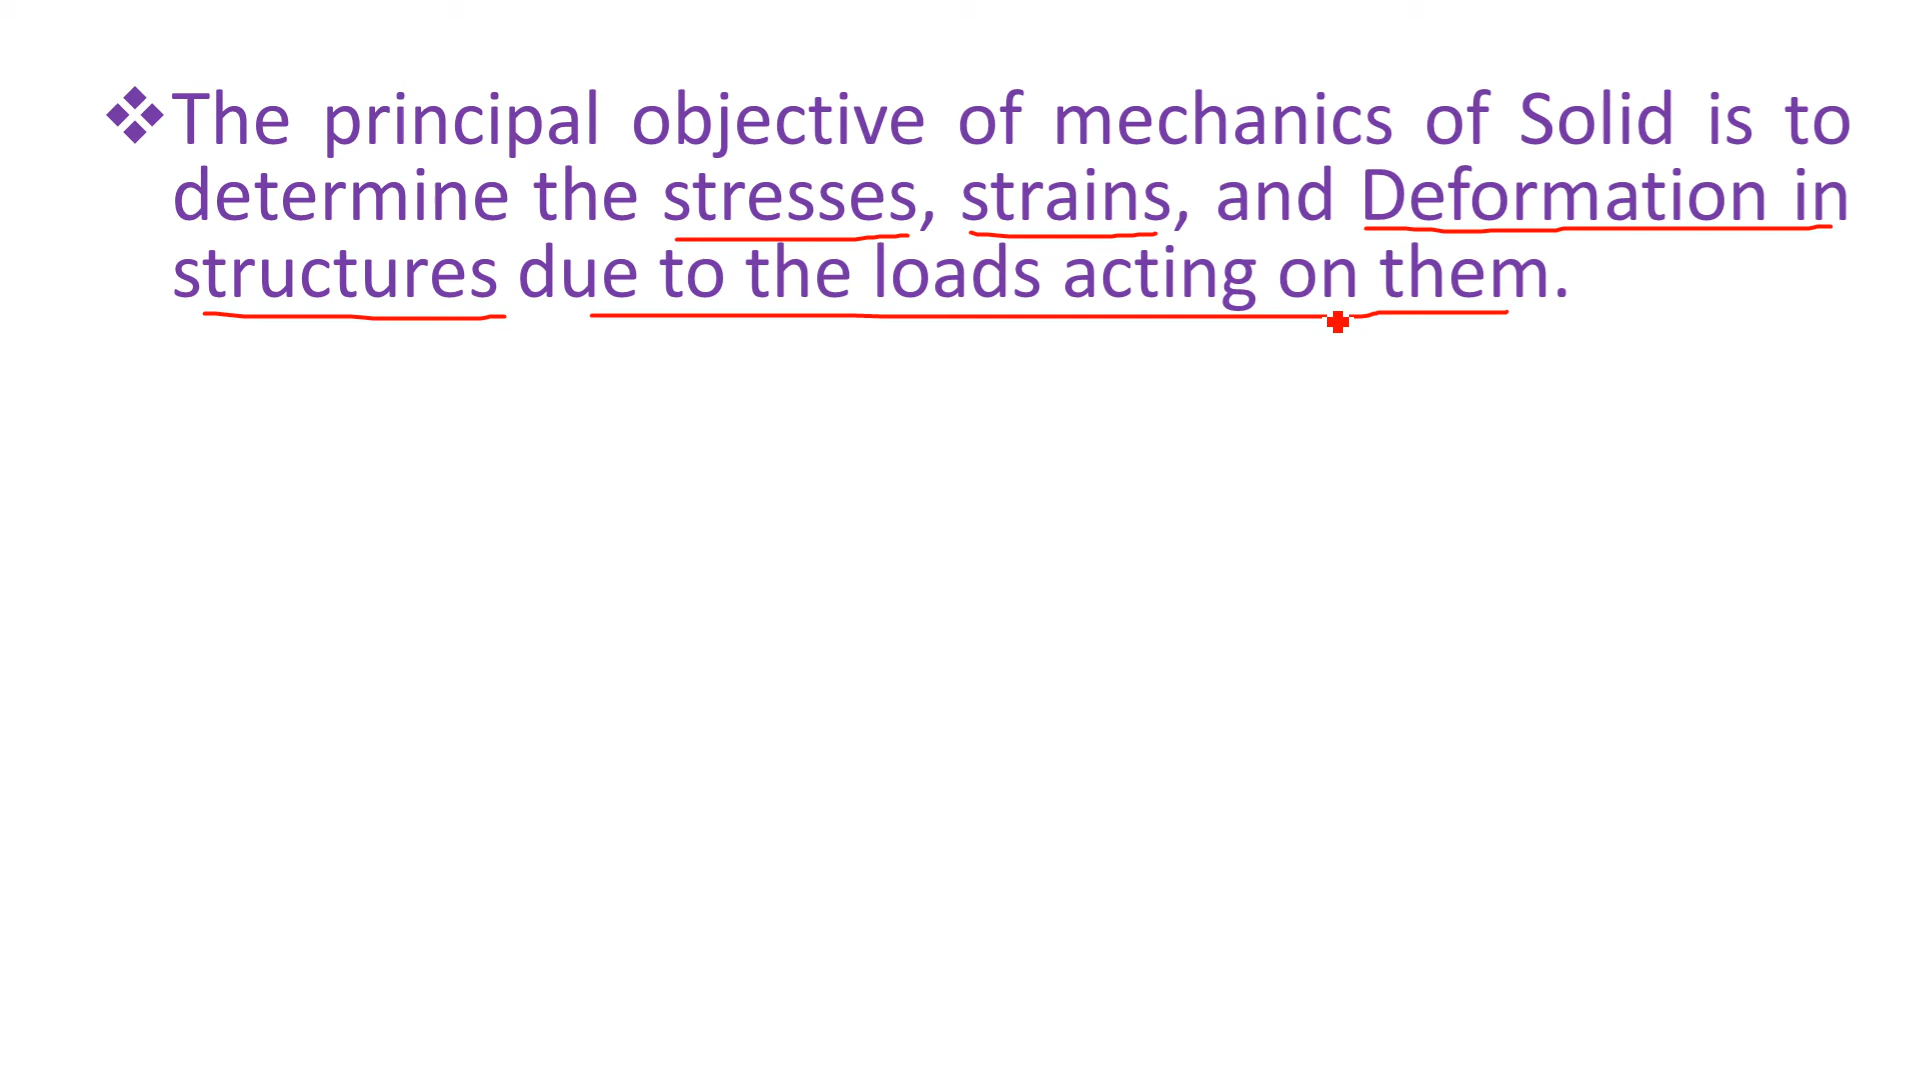 ❖The principal objective of mechanics of Solid is to
determine the stresses, strains, and Deformation in
structures due to the loads acting on them.